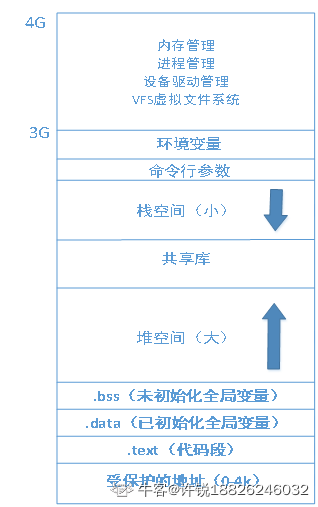 4G
内存管理
进程管理
设备驱动管理
VFS虚拟文件系统
3G
环境变量
命令行参数
栈空间（小）
共享库
堆空间（大）
.bss（未初始化全局变量）
.data（已初始化全局变量）
.text（代码段）
受保护的地址（0-4k）
牛客@许锐18826246032